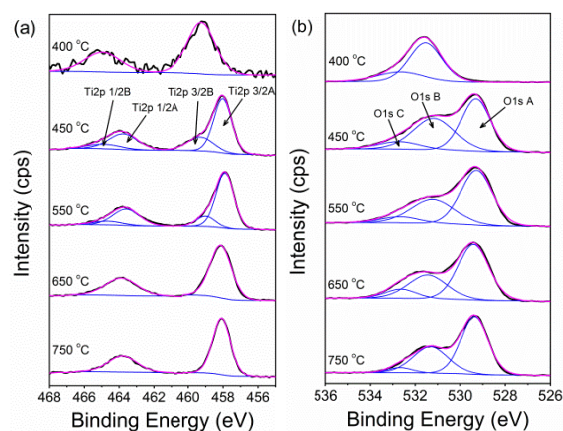 (a)
400 °C
Ti2p 1/2B
Ti2p 1/2A
Ti2p 3/2B
Ti2p 3/2A
450 °C
550 °C
650 °C
750 °C
Intensity (cps)
468 466 464 462 460 458 456
Binding Energy (eV)
(b)
400 °C
O1s C
O1s B
O1s A
450 °C
550 °C
650 °C
750 °C
Intensity (cps)
536 534 532 530 528 526
Binding Energy (eV)